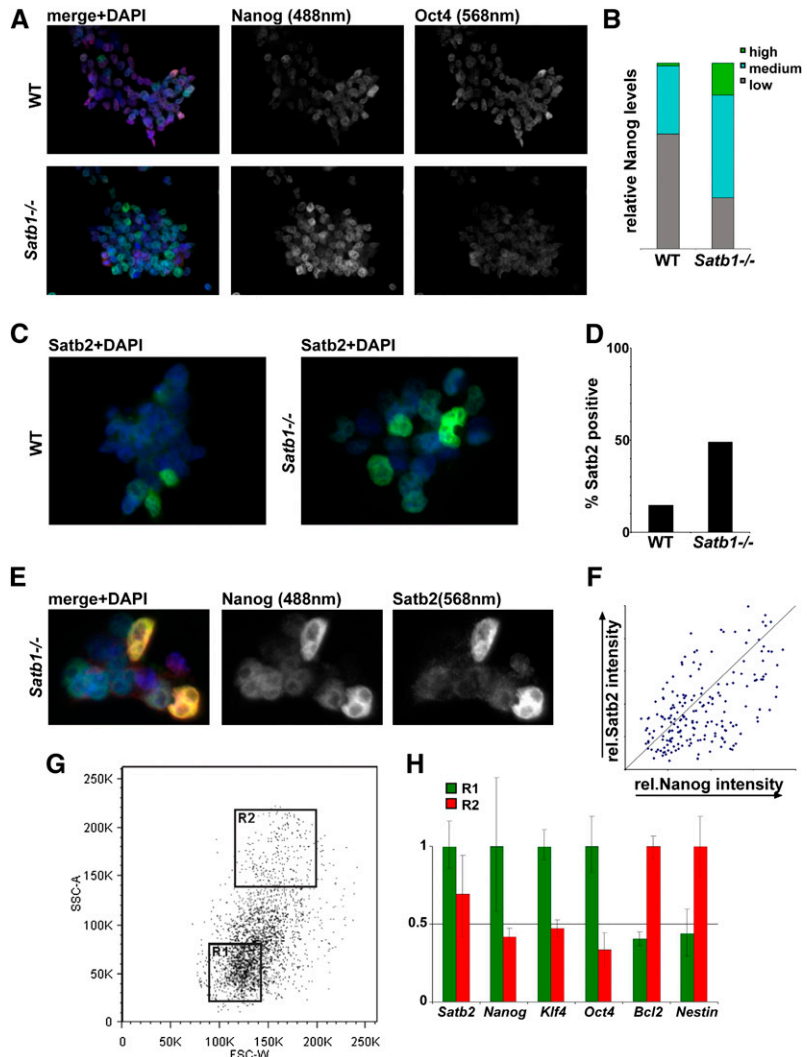 A
merge+DAPI
Nanog (488nm)
Oct4 (568nm)
WT
Satb1-/-
B
high
medium
low
relative Nanog levels
WT
Satb1-/-
C
Satb2+DAPI
Satb2+DAPI
WT
Satb1-/-
D
100
50
0
% Satb2 positive
WT
Satb1-/-
E
merge+DAPI
Nanog (488nm)
Satb2(568nm)
Satb1-/-
F
rel.Satb2 intensity
rel.Nanog intensity
G
250K
200K
150K
100K
50K
0
SSC-A
R2
R1
0
50K
100K
150K
200K
250K
FSC-W
H
R1
R2
1
0.5
0
Satb2
Nanog
Klf4
Oct4
Bcl2
Nestin